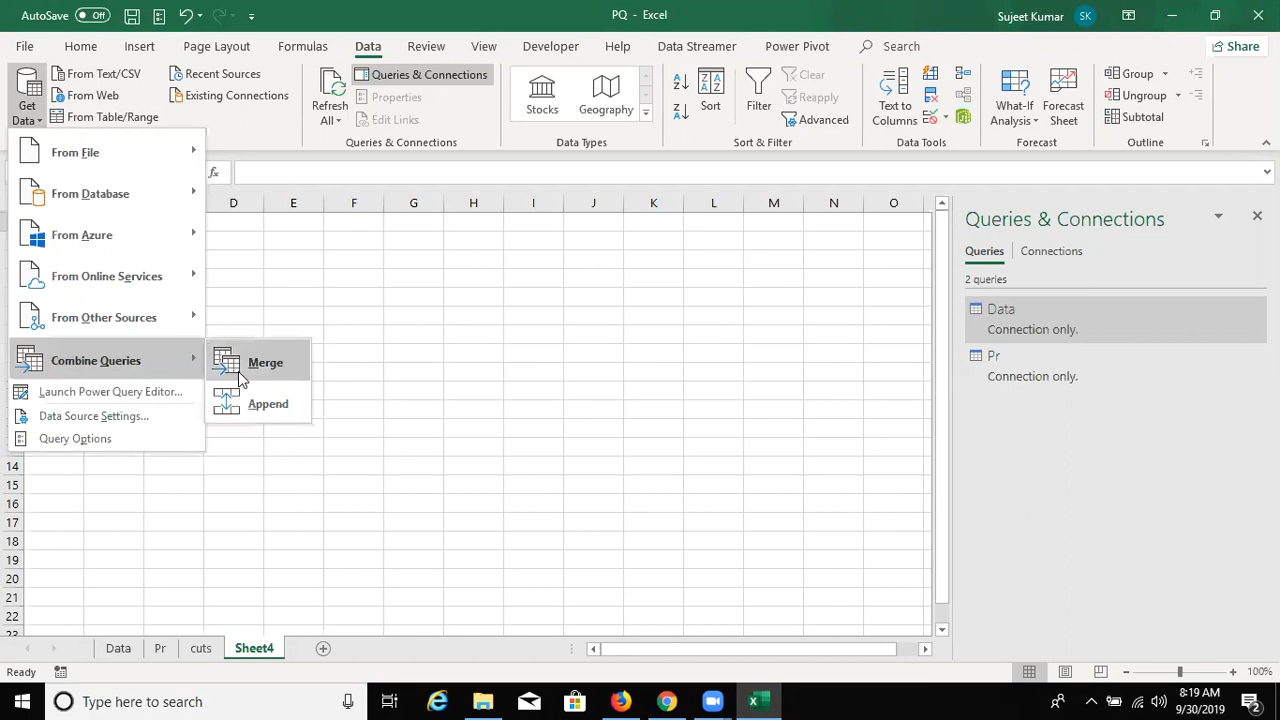 AutoSave Off
PQ - Excel
Sujeet Kumar SK
File Home Insert Page Layout Formulas Data Review View Developer Help Data Streamer Power Pivot Search Share
Get Data
From Text/CSV
From Web
From Table/Range
Recent Sources
Existing Connections
Refresh All
Queries & Connections
Properties
Edit Links
Queries & Connections
Stocks
Geography
Data Types
Sort
Filter
Clear
Reapply
Advanced
Sort & Filter
Text to Columns
Data Tools
What-If Analysis
Forecast Sheet
Forecast
Group
Ungroup
Subtotal
Outline
From File
From Database
From Azure
From Online Services
From Other Sources
Combine Queries
Launch Power Query Editor...
Data Source Settings...
Query Options
Merge
Append
fx
D E F G H I J K L M N O
14
15
16
17
18
19
20
21
22
23
Queries & Connections
Queries Connections
2 queries
Data
Connection only.
Pr
Connection only.
Data Pr cuts Sheet4
Ready
100%
Type here to search
8:19 AM
9/30/2019
2